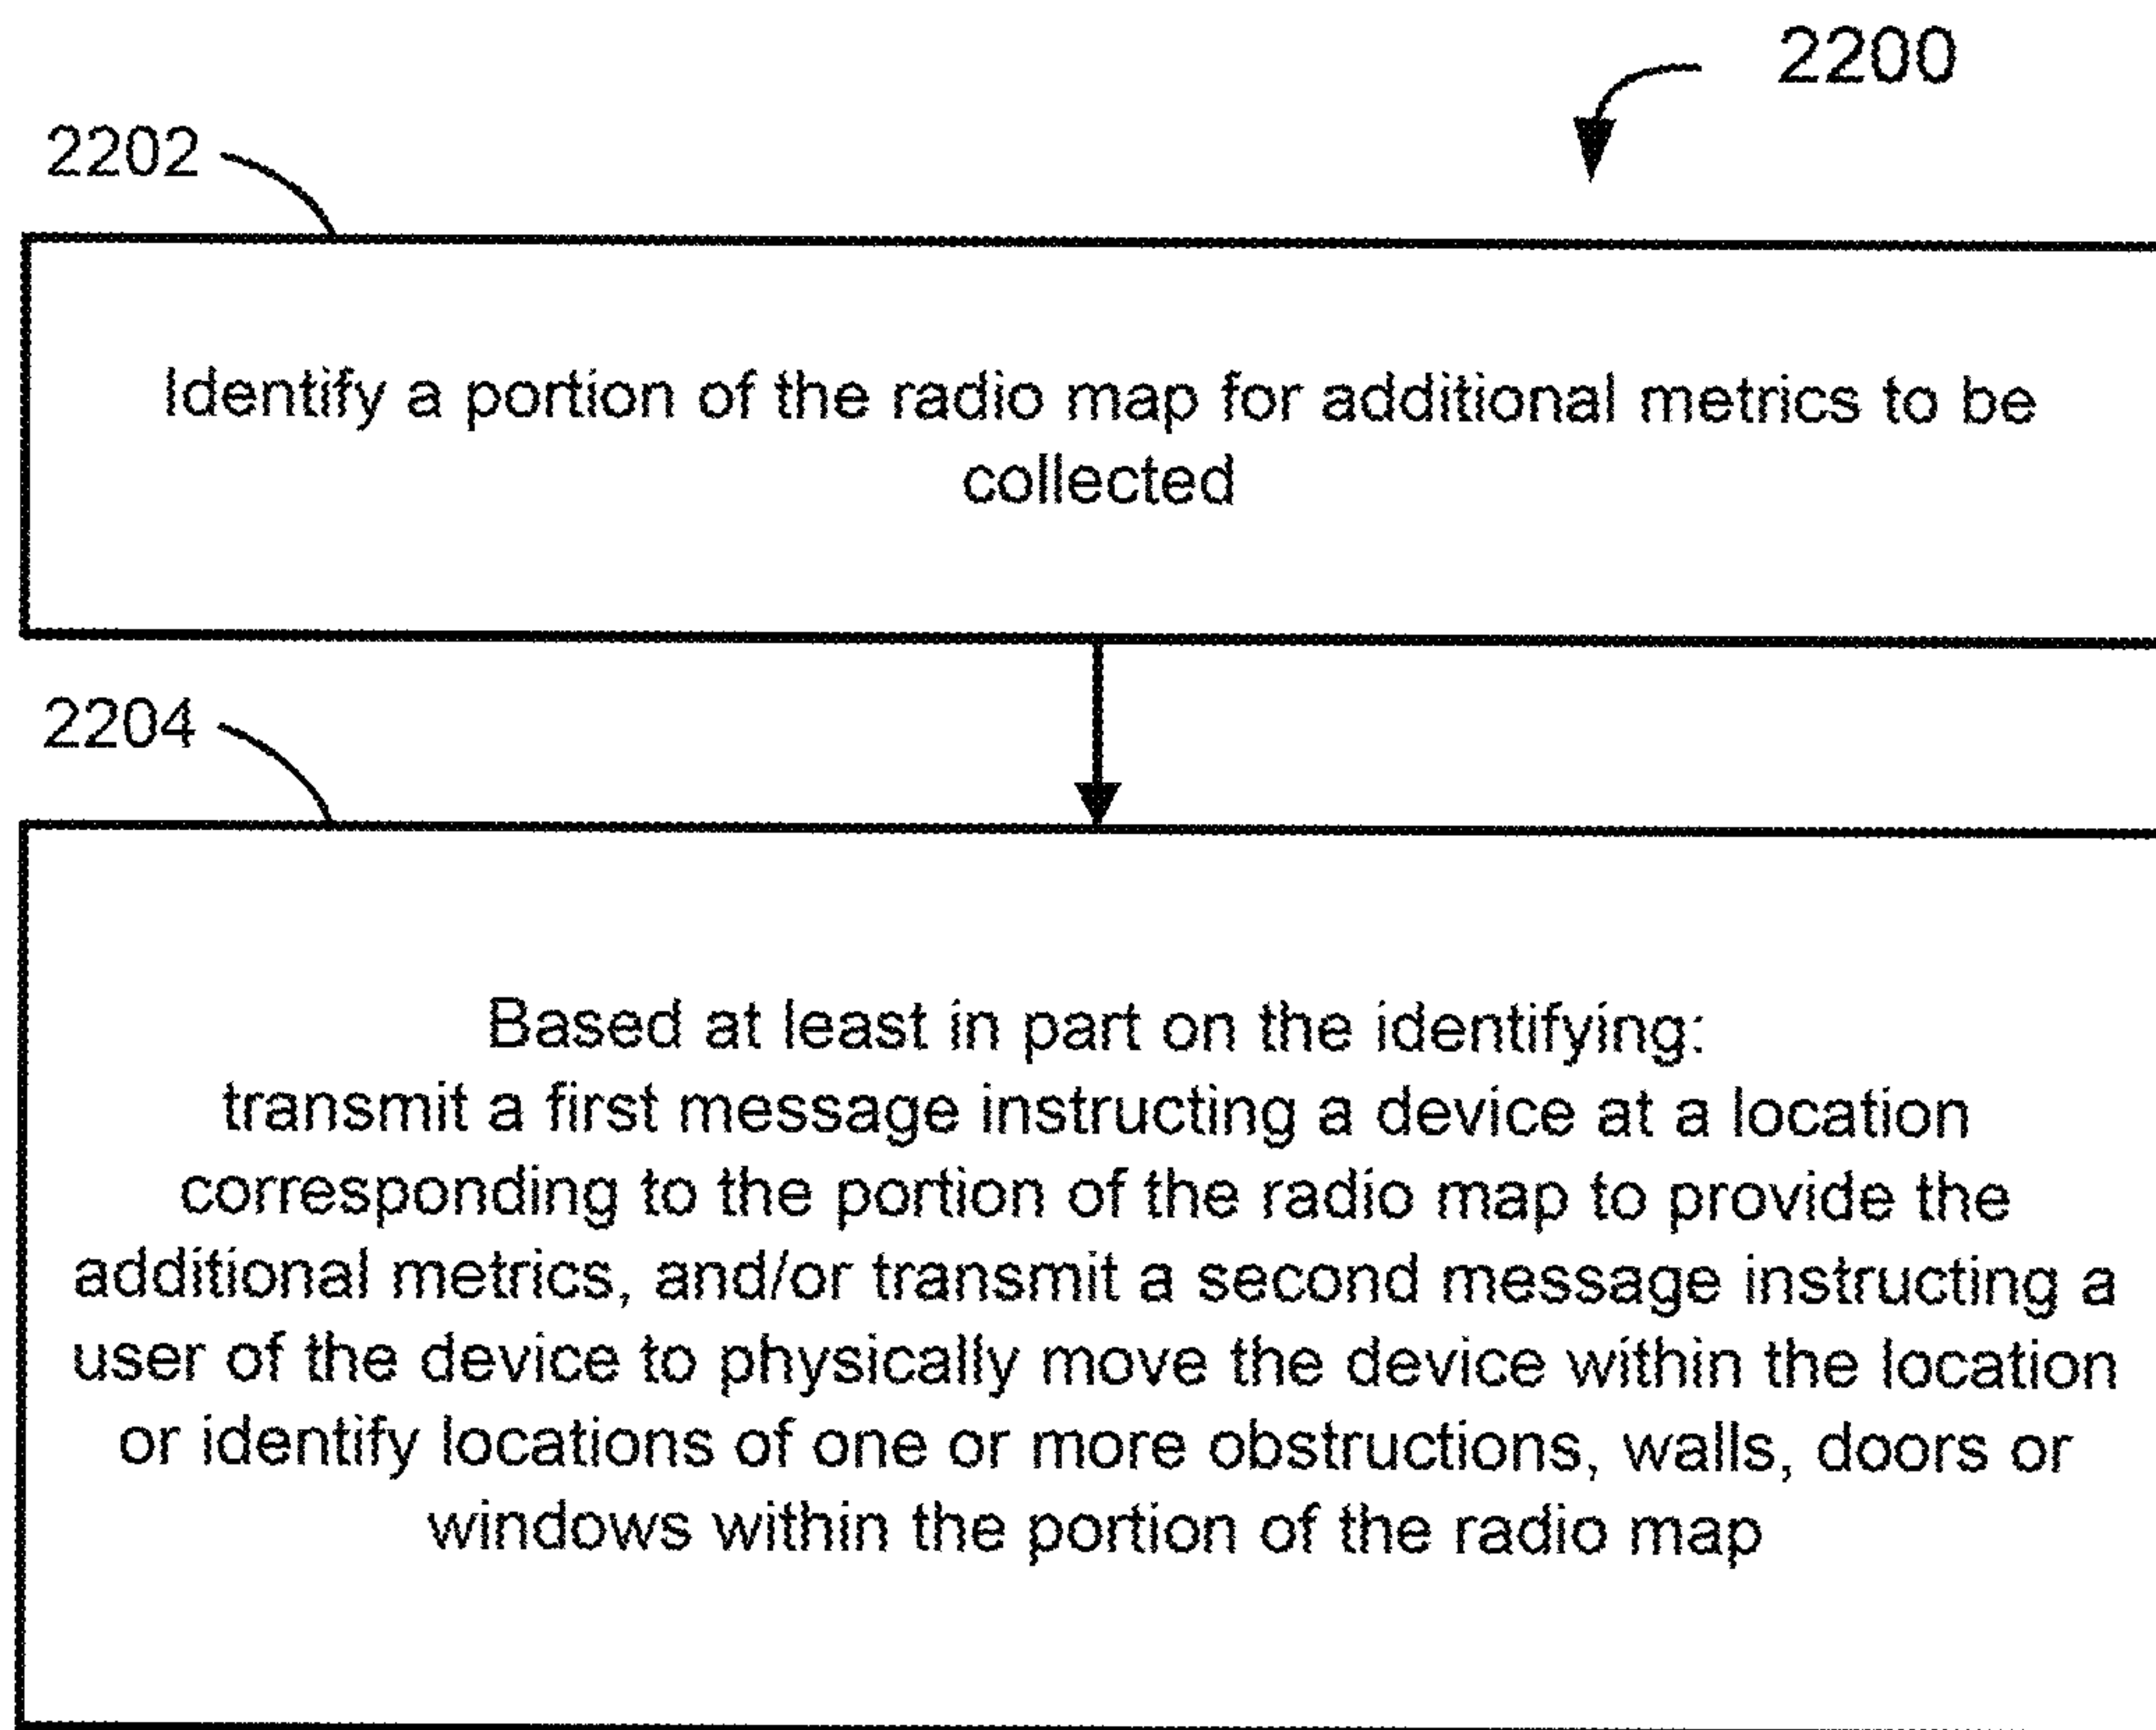 2200
2202
Identify a portion of the radio map for additional metrics to be
collected
2204
Based at least in part on the identifying:
transmit a first message instructing a device at a location
corresponding to the portion of the radio map to provide the
additional metrics, and/or transmit a second message instructing a
user of the device to physically move the device within the location
or identify locations of one or more obstructions, walls, doors or
windows within the portion of the radio map